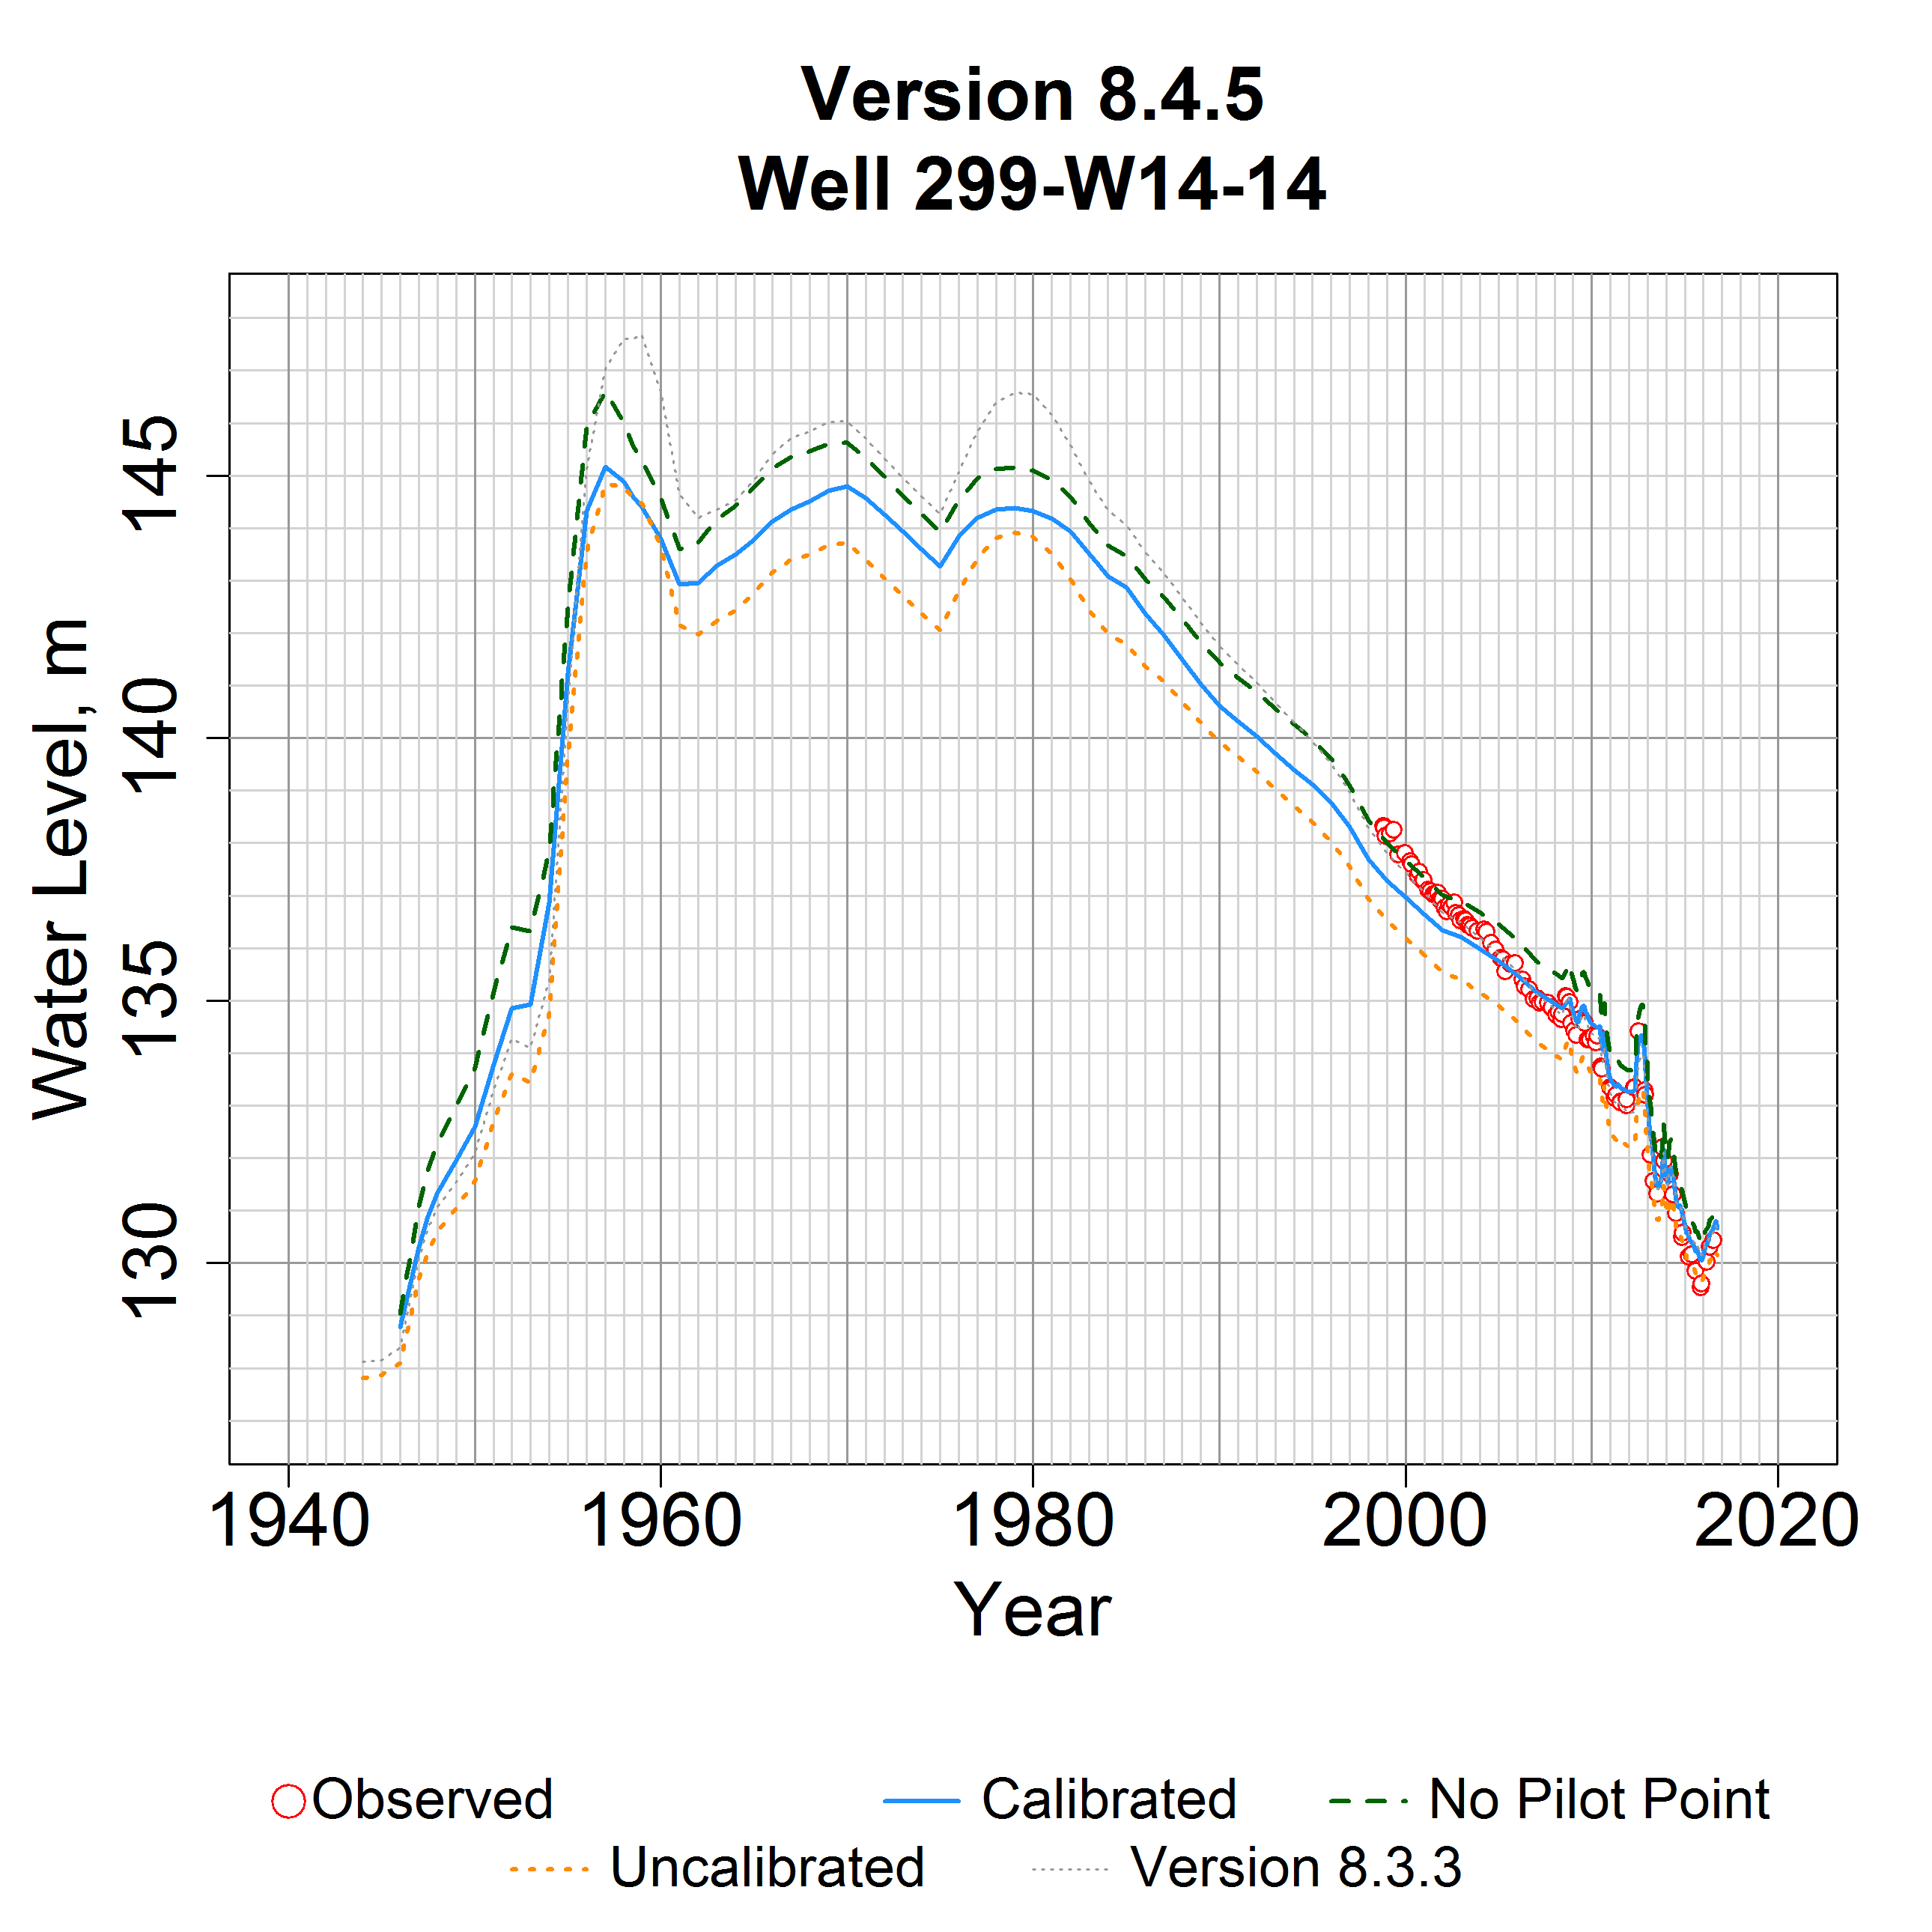 Version 8.4.5
Well 299-W14-14
Water Level, m
145
140
135
130
1940 1960 1980 2000 2020
Year
Observed Calibrated No Pilot Point
Uncalibrated Version 8.3.3